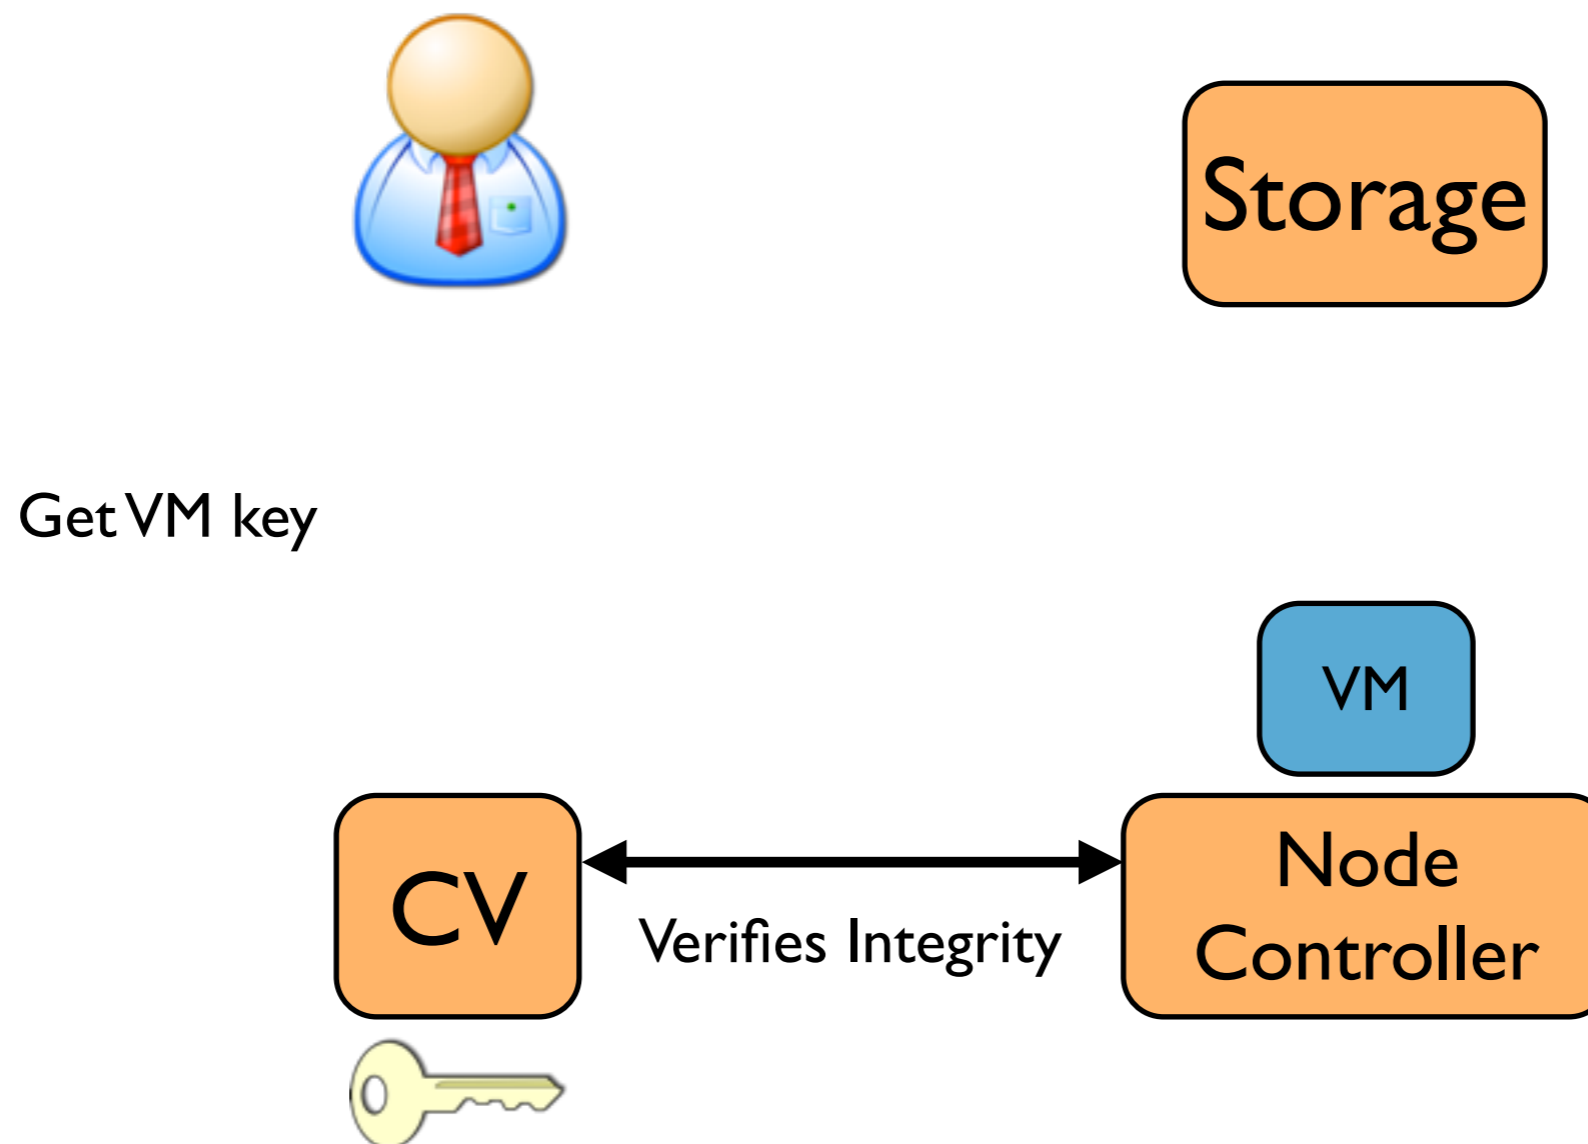 Storage
Get VM key
VM
CV
Verifies Integrity
Node
Controller